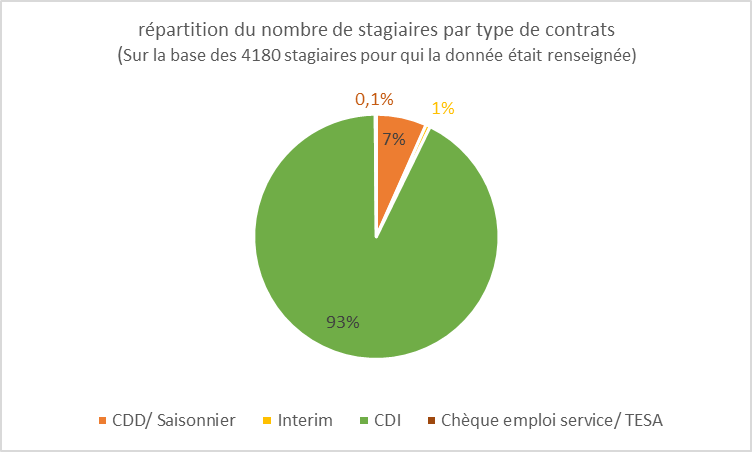 répartition du nombre de stagiaires par type de contrats
(Sur la base des 4180 stagiaires pour qui la donnée était renseignée)
0,1%
1%
7%
93%
CDD/ Saisonnier
Interim
CDI
Chèque emploi service/ TESA